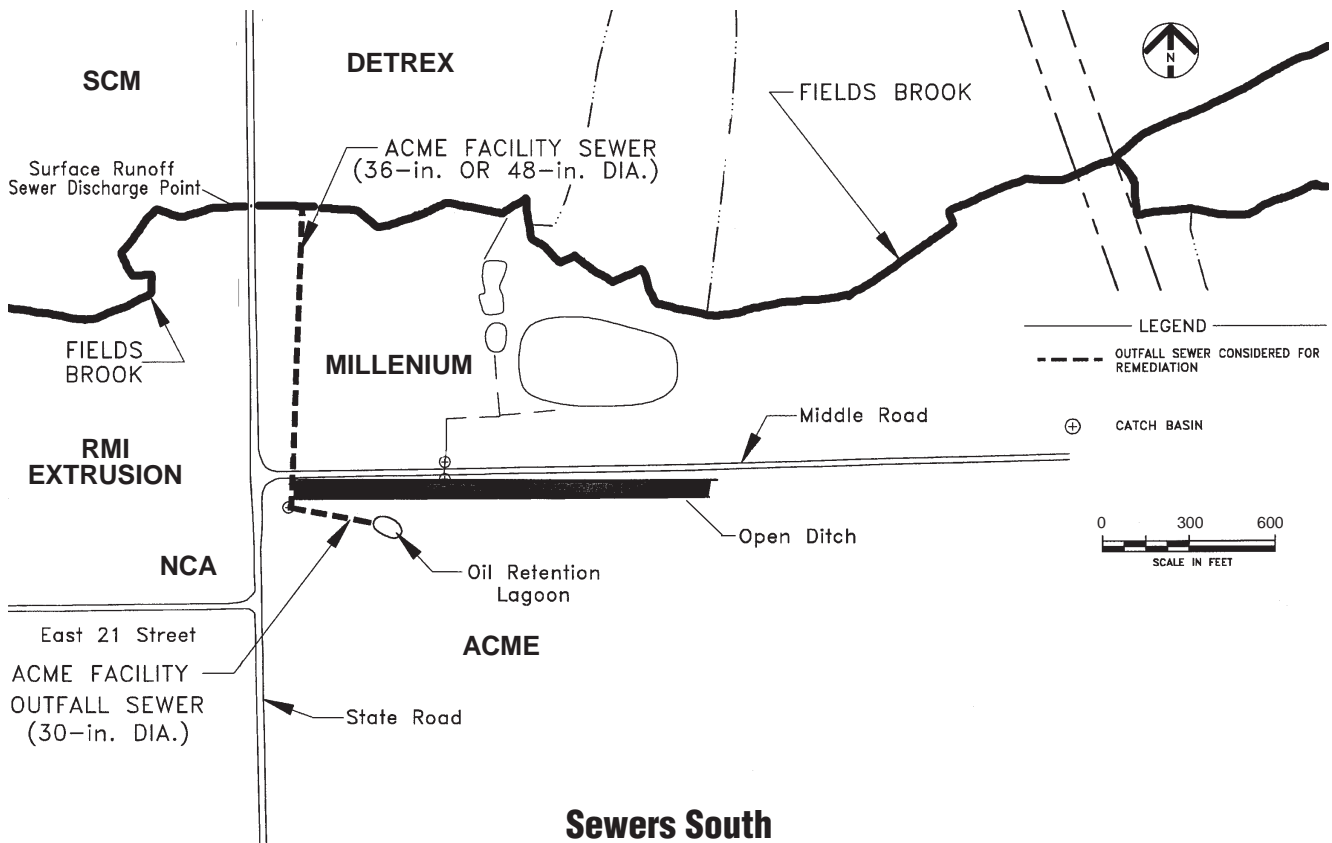 SCM
DETREX
N
FIELDS BROOK
ACME FACILITY SEWER
(36-in. OR 48-in. DIA.)
Surface Runoff
Sewer Discharge Point
LEGEND
OUTFALL SEWER CONSIDERED FOR
REMEDIATION
FIELDS
BROOK
MILLENIUM
Middle Road
CATCH BASIN
RMI
EXTRUSION
Open Ditch
0 300 600
SCALE IN FEET
NCA
Oil Retention
Lagoon
East 21 Street
ACME
ACME FACILITY
OUTFALL SEWER
(30-in. DIA.)
State Road
Sewers South